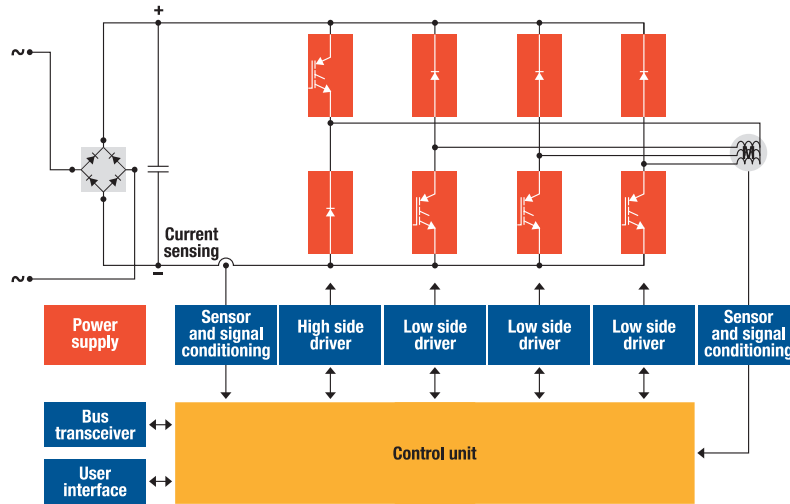 ~
+
M
Current
sensing
-
~
Power
supply
Sensor
and signal
conditioning
High side
driver
Low side
driver
Low side
driver
Low side
driver
Sensor
and signal
conditioning
Bus
transceiver
Control unit
User
interface